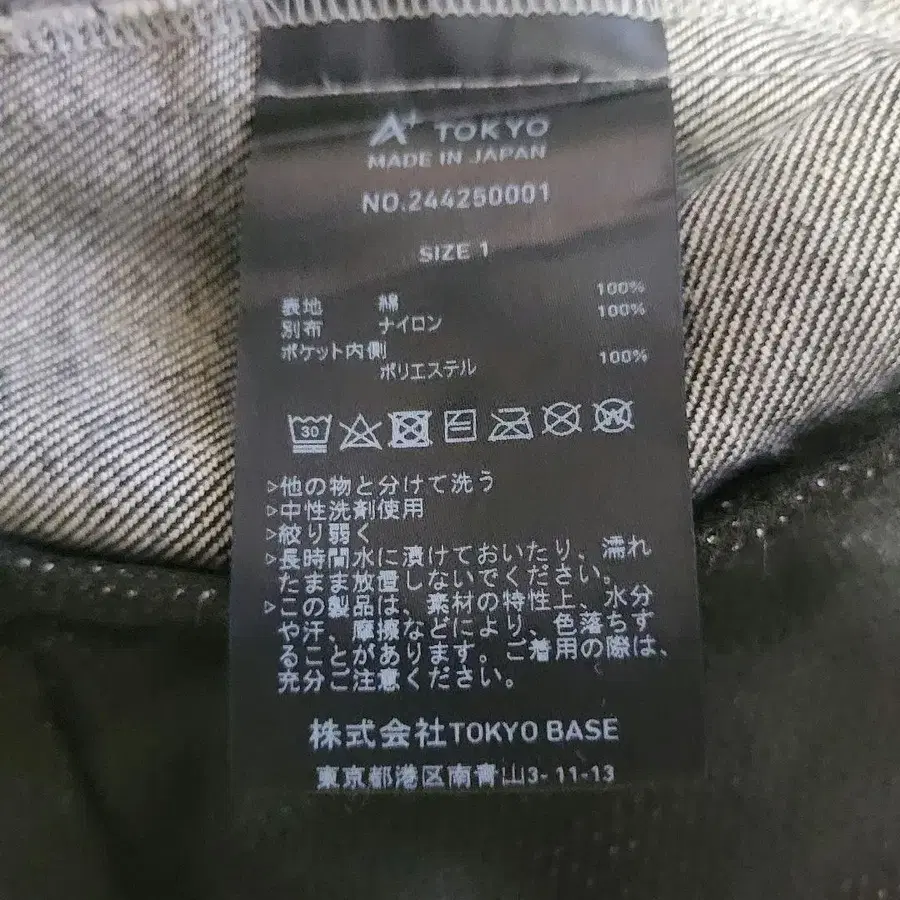 A+ TOKYO
MADE IN JAPAN
NO.244250001
SIZE 1
表地 綿 100%
別布 ナイロン 100%
ポケット内側
ポリエステル 100%
30
W
▷他の物と分けて洗う
▷中性洗剤使用
▷絞り弱く
▷長時間水に漬けておいたり、濡れ
たまま放置しないでください。
▷この製品は、素材の特性上、水分
や汗、摩擦などにより、色落ちす
ることがあります。ご着用の際は、
充分ご注意ください。
株式会社TOKYO BASE
東京都港区南青山3-11-13